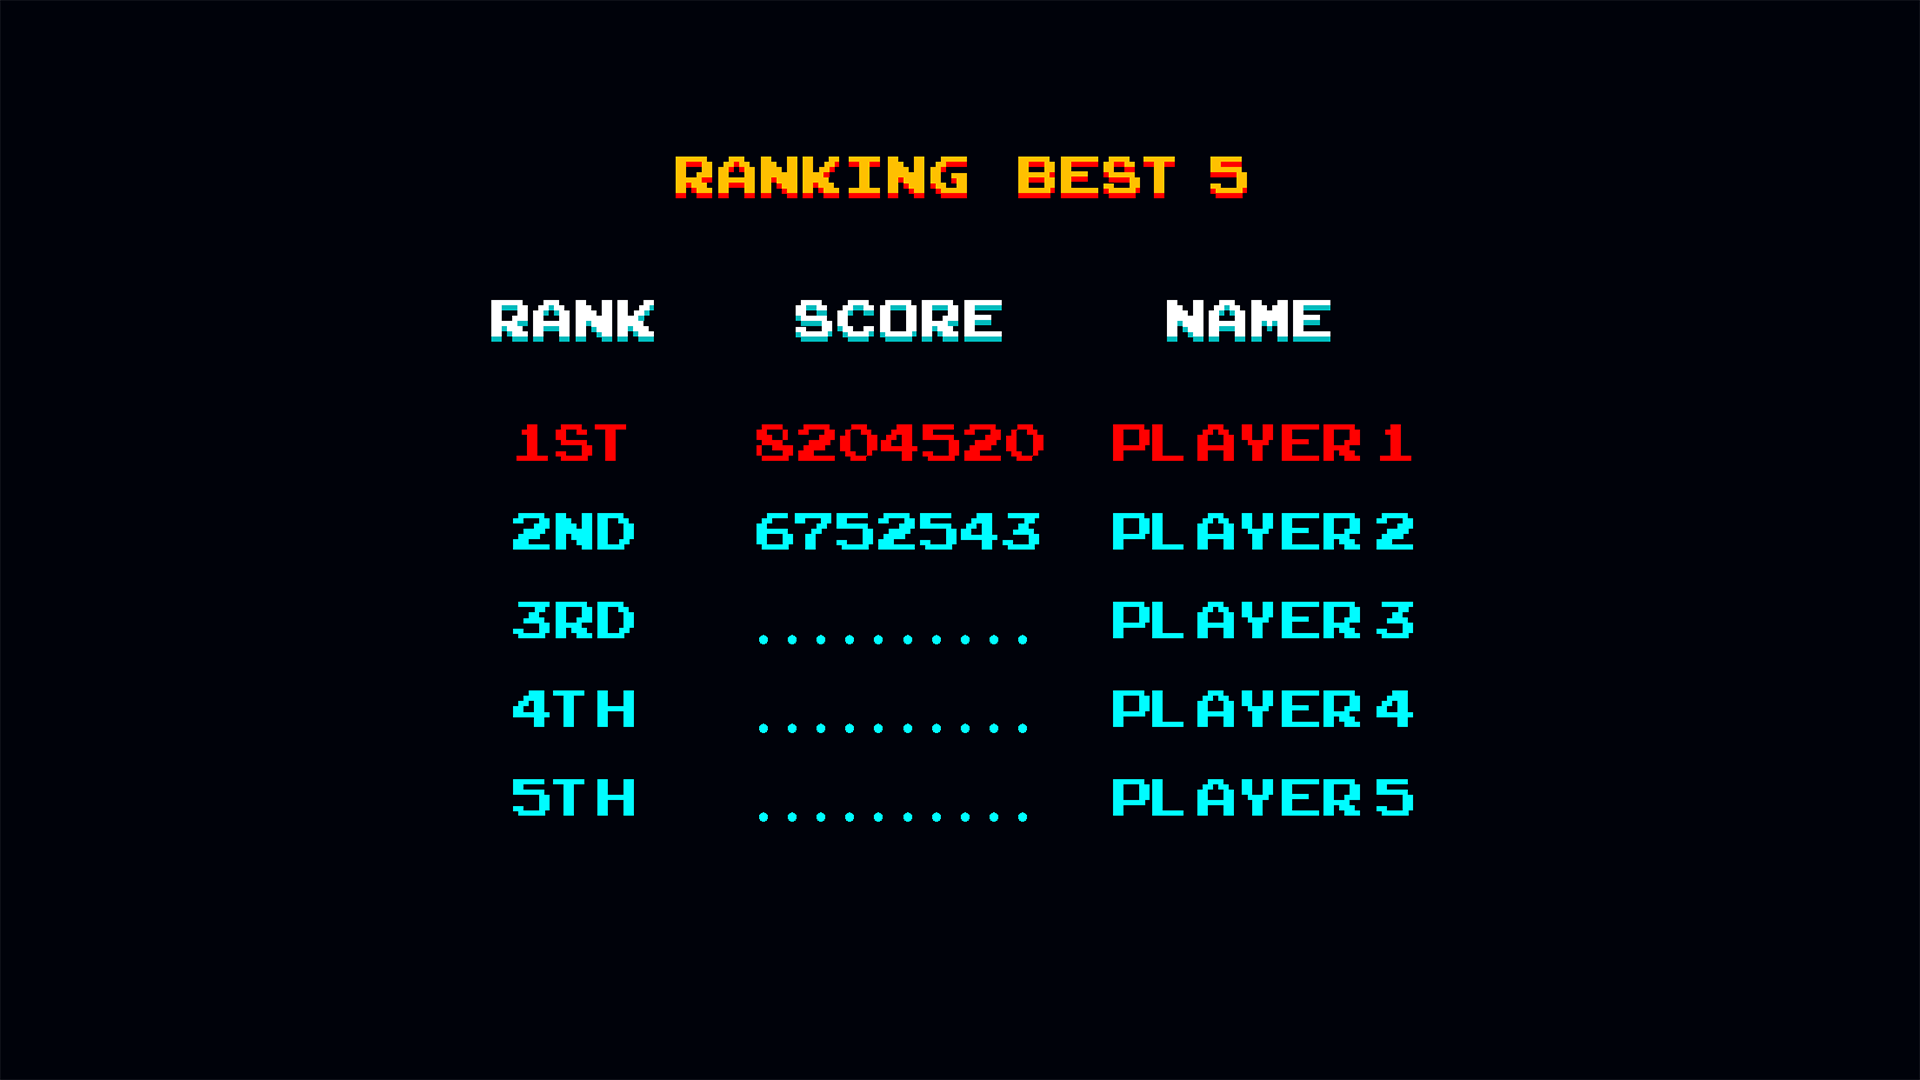 RANKING BEST 5
RANK SCORE NAME
1ST 8204520 PLAYER 1
2ND 6752543 PLAYER 2
3RD .......... PLAYER 3
4TH .......... PLAYER 4
5TH .......... PLAYER 5